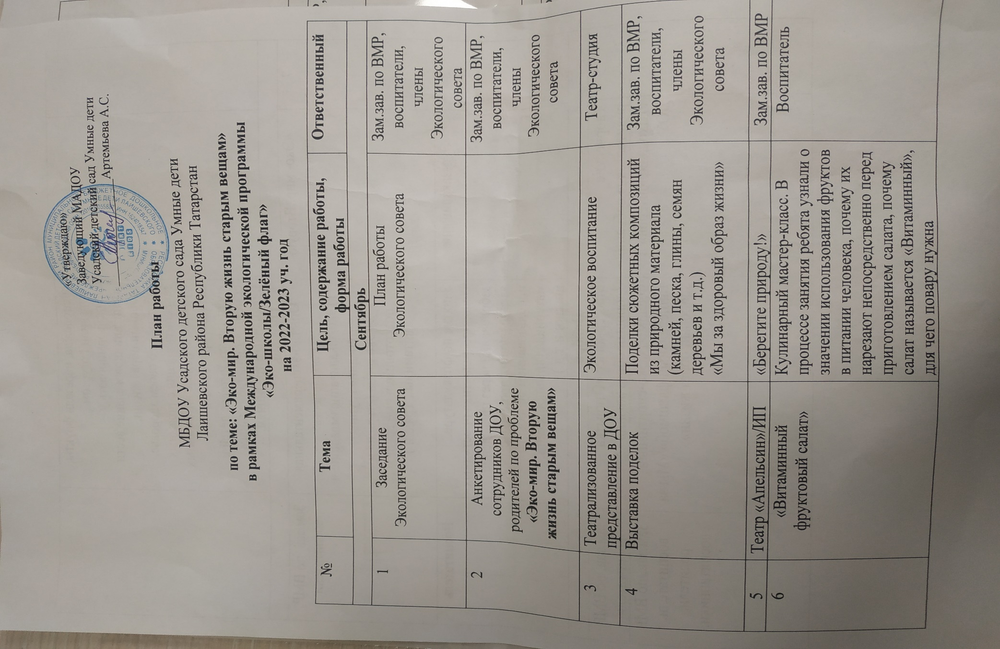 «Утверждаю»
Заведующий МАДОУ
Усадский детский сад Умные дети
Артемьева А.С.
План работы
МБДОУ Усадского детского сада Умные дети
Лаишевского района Республики Татарстан
по теме: «Эко-мир. Вторую жизнь старым вещам»
в рамках Международной экологической программы
«Эко-школы/Зелёный флаг»
на 2022-2023 уч. год
№ Тема Цель, содержание работы, Ответственный
форма работы
Сентябрь
1 Заседание План работы Зам.зав. по ВМР,
Экологического совета Экологического совета воспитатели,
члены
Экологического
совета
2 Анкетирование Зам.зав. по ВМР,
сотрудников ДОУ, воспитатели,
родителей по проблеме члены
«Эко-мир. Вторую Экологического
жизнь старым вещам» совета
3 Театрализованное Экологическое воспитание Театр-студия
представление в ДОУ
4 Выставка поделок Поделки сюжетных композиций Зам.зав. по ВМР,
из природного материала воспитатели,
(камней, песка, глины, семян члены
деревьев и т.д.) Экологического
«Мы за здоровый образ жизни» совета
5 Театр «Апельсин»/ИП «Берегите природу!» Зам.зав. по ВМР
6 «Витаминный Кулинарный мастер-класс. В Воспитатель
фруктовый салат» процессе занятия ребята узнали о
значении использования фруктов
в питании человека, почему их
нарезают непосредственно перед
приготовлением салата, почему
салат называется «Витаминный»,
для чего повару нужна